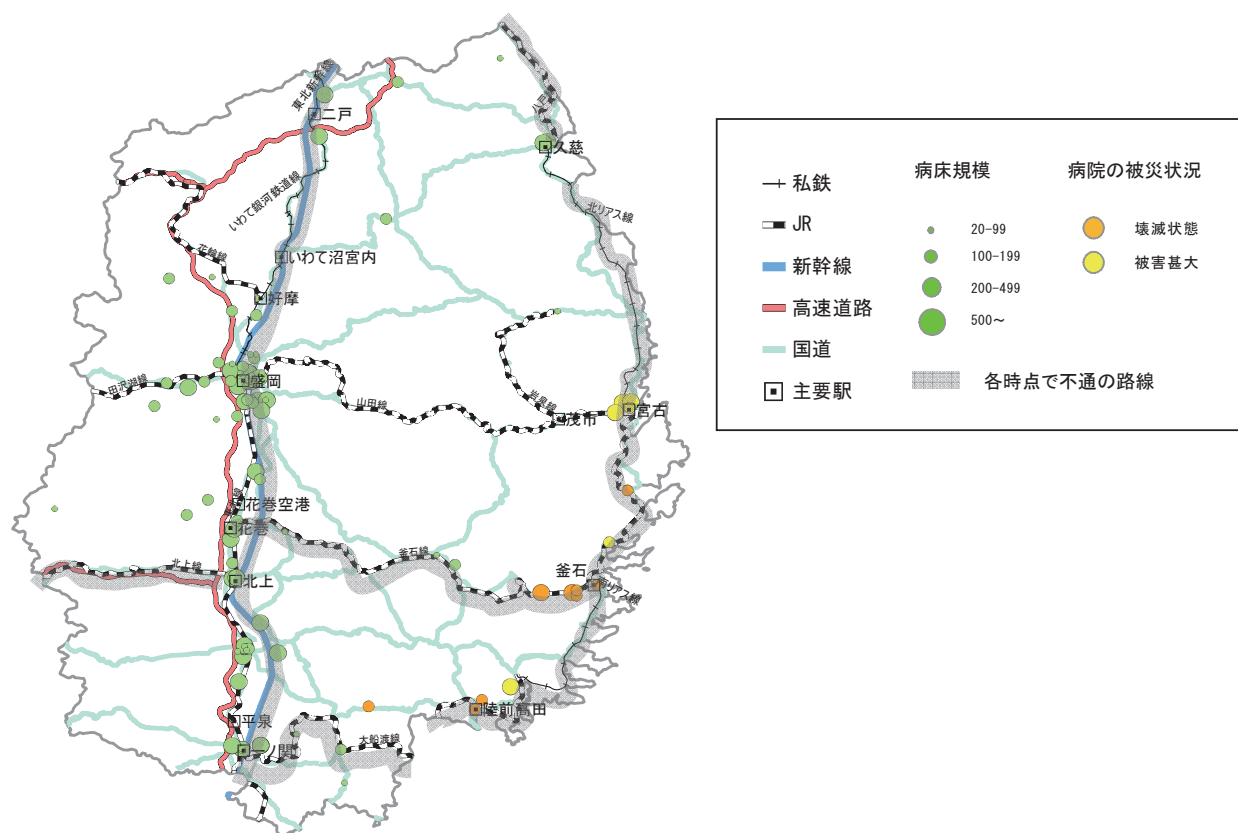 東北新幹線
二戸
八戸線
久慈
いわて銀河鉄道線
北リアス線
花輪線
いわて沼宮内
好摩
田沢湖線
盛岡
山田線
岩泉線
茂市
宮古
線
花巻空港
花巻
釜石線
北上線
北上
釜石
リアス線
陸前高田
平泉
大船渡線
一ノ関
私鉄
JR
新幹線
高速道路
国道
主要駅
病床規模
20-99
100-199
200-499
500～
病院の被災状況
壊滅状態
被害甚大
各時点で不通の路線